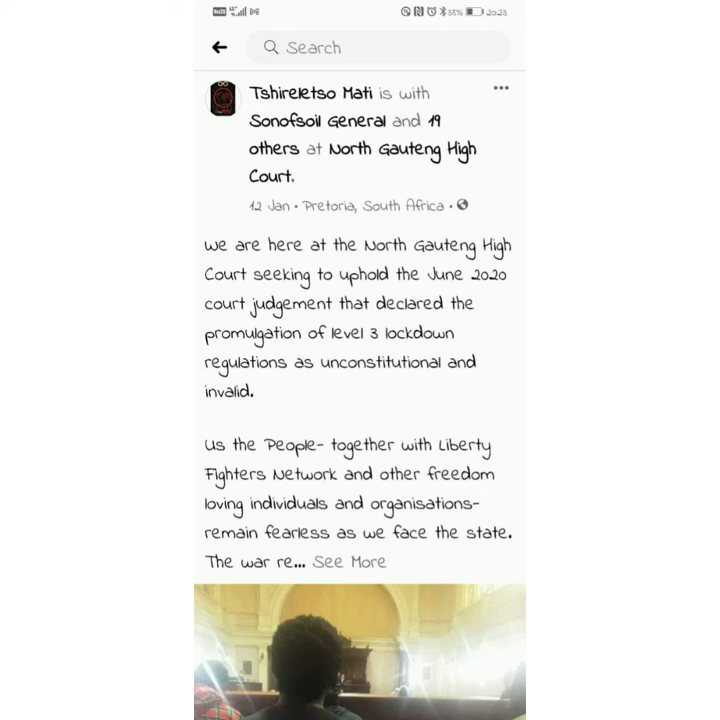 38% 20:23
Search
Tshireletso Mati is with
Sonofsoil General and 19
others at North Gauteng High
Court.
12 Jan • Pretoria, South Africa •
We are here at the North Gauteng High
Court seeking to uphold the June 2020
court judgement that declared the
promulgation of level 3 lockdown
regulations as unconstitutional and
invalid.
Us the People- together with Liberty
Fighters Network and other freedom
loving individuals and organisations-
remain fearless as we face the state.
The war re... See More